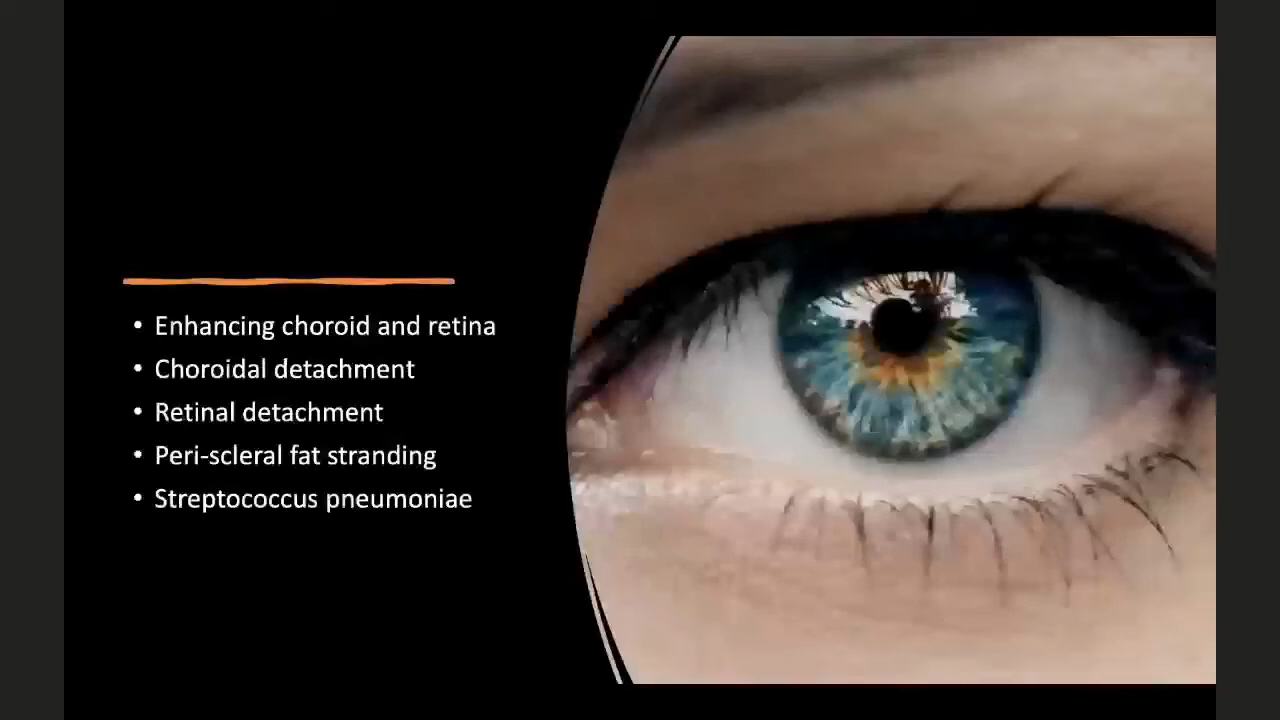 • Enhancing choroid and retina
• Choroidal detachment
• Retinal detachment
• Peri-scleral fat stranding
• Streptococcus pneumoniae